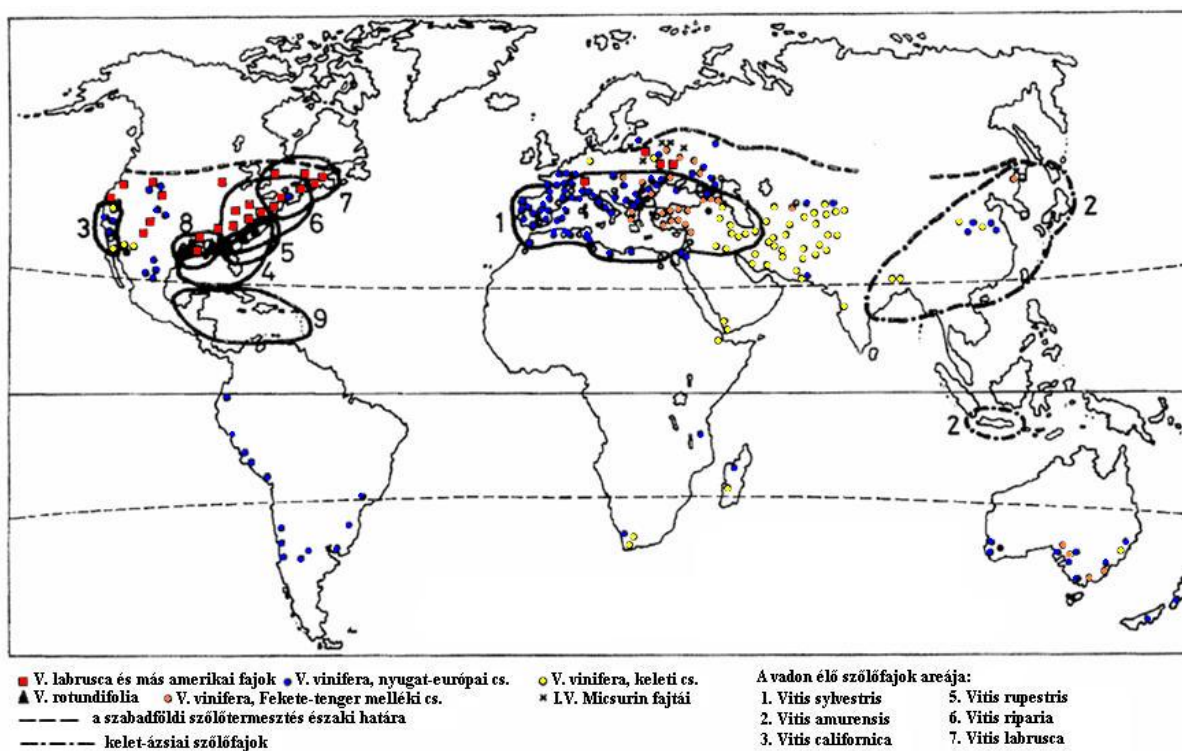 1
2
2
3
4
5
6
7
8
9
V. labrusca és más amerikai fajok
V. vinifera, nyugat-európai cs.
V. vinifera, keleti cs.
V. rotundifolia
V. vinifera, Fekete-tenger melléki cs.
I.V. Micsurin fajtái
a szabadföldi szőlőtermesztés északi határa
kelet-ázsiai szőlőfajok
A vadon élő szőlőfajok areája:
1. Vitis sylvestris
2. Vitis amurensis
3. Vitis californica
5. Vitis rupestris
6. Vitis riparia
7. Vitis labrusca